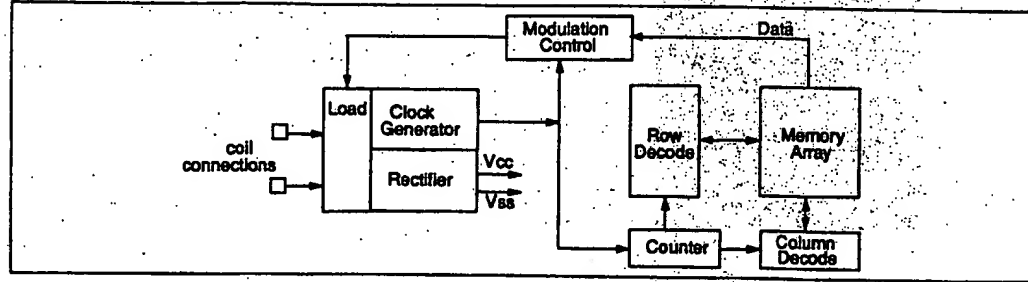 Modulation
Control
Data
Load
Clock
Generator
coil
connections
Rectifier
Vcc
Vss
Row
Decode
Memory
Array
Counter
Column
Decode